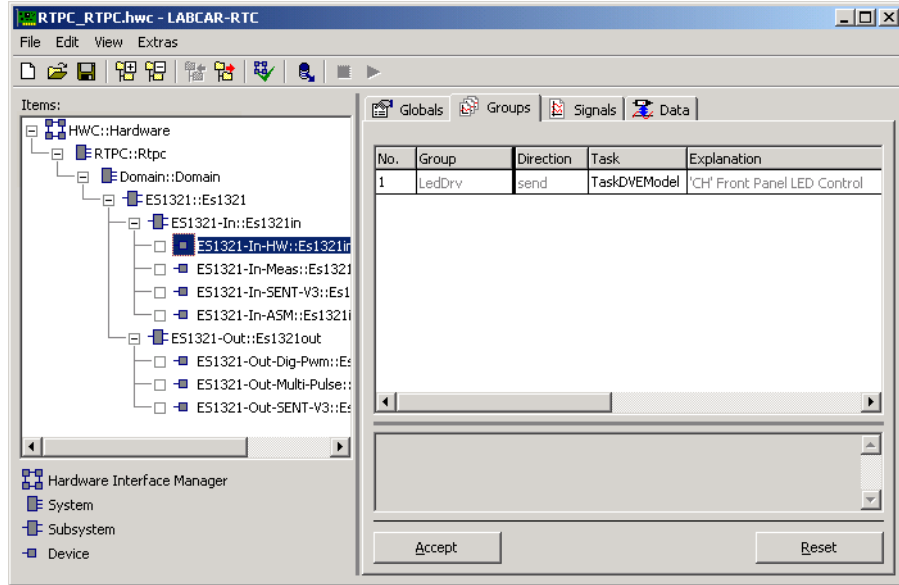 RTPC_RTPC.hwc - LABCAR-RTC
File Edit View Extras
Items:
HWC::Hardware
RTPC::Rtpc
Domain::Domain
ES1321::Es1321
ES1321-In::Es1321in
ES1321-In-HW::Es1321in
ES1321-In-Meas::Es1321
ES1321-In-SENT-V3::Es1
ES1321-In-ASM::Es1321i
ES1321-Out::Es1321out
ES1321-Out-Dig-Pwm::Es
ES1321-Out-Multi-Pulse::
ES1321-Out-SENT-V3::Es
Hardware Interface Manager
System
Subsystem
Device
Globals Groups Signals Data
No. Group Direction Task Explanation
1 LedDrv send TaskDVEModel 'CH' Front Panel LED Control
Accept Reset